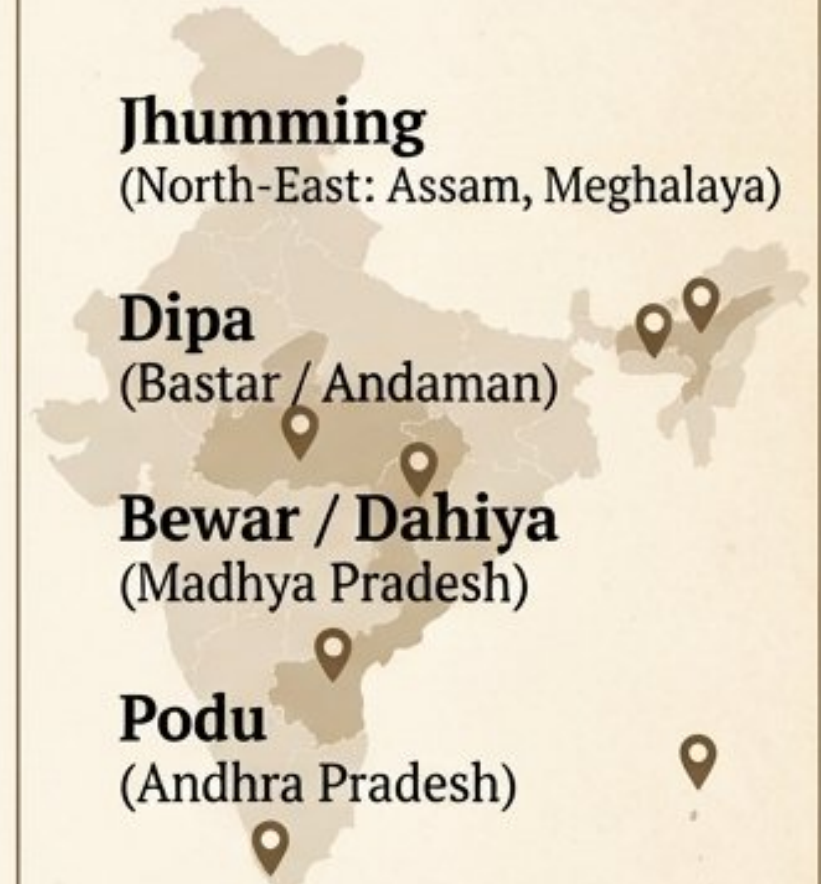 Jhumming
(North-East: Assam, Meghalaya)
Dipa
(Bastar / Andaman)
Bewar / Dahiya
(Madhya Pradesh)
Podu
(Andhra Pradesh)